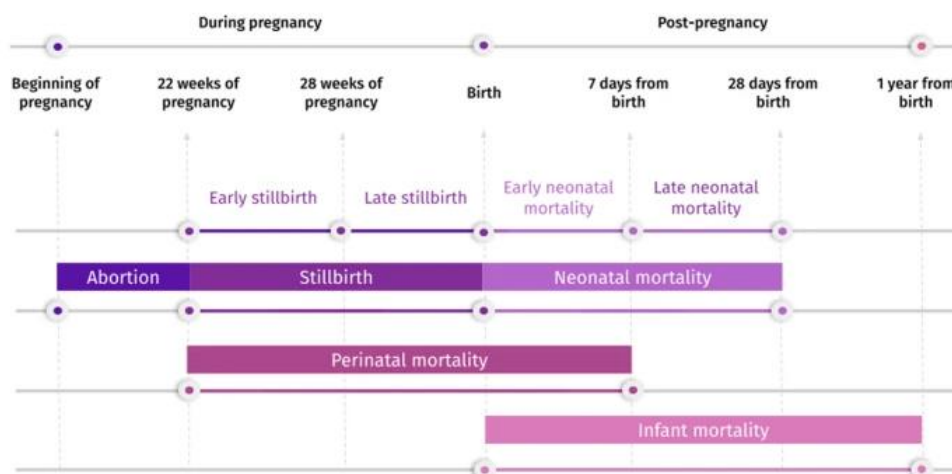 During pregnancy
Post-pregnancy
Beginning of
pregnancy
22 weeks of
pregnancy
28 weeks of
pregnancy
Birth
7 days from
birth
28 days from
birth
1 year from
birth
Early stillbirth
Late stillbirth
Early neonatal
mortality
Late neonatal
mortality
Abortion
Stillbirth
Neonatal mortality
Perinatal mortality
Infant mortality